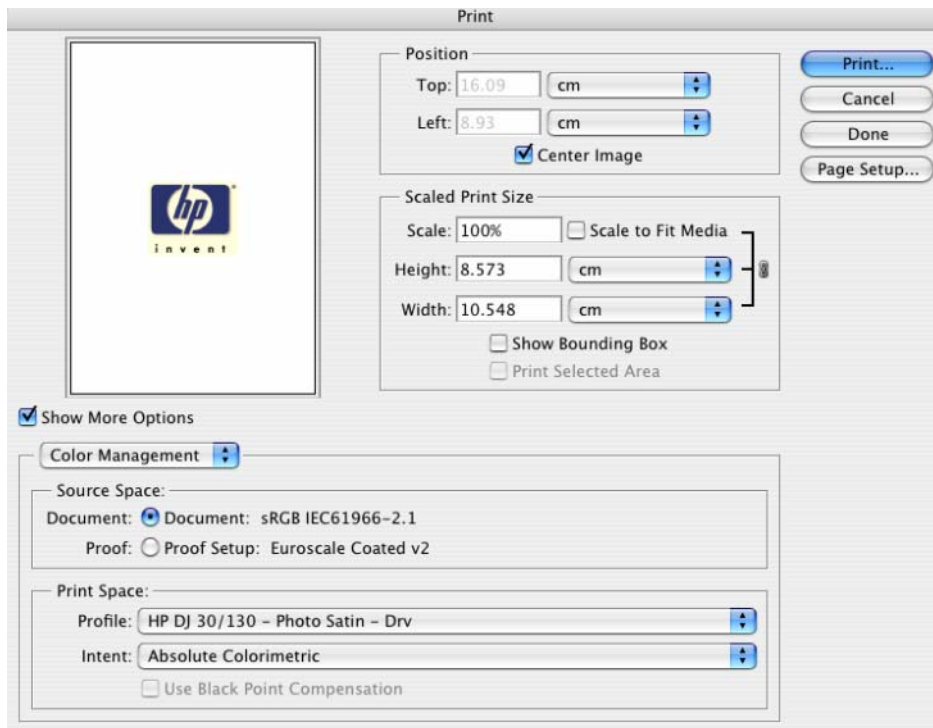 Print
hp
invent
Position
Top: 16.09 cm
Left: 8.93 cm
Center Image
Print...
Cancel
Done
Page Setup...
Scaled Print Size
Scale: 100% Scale to Fit Media
Height: 8.573 cm
Width: 10.548 cm
Show Bounding Box
Print Selected Area
Show More Options
Color Management
Source Space:
Document: Document: sRGB IEC61966-2.1
Proof: Proof Setup: Euroscale Coated v2
Print Space:
Profile: HP DJ 30/130 - Photo Satin - Drv
Intent: Absolute Colorimetric
Use Black Point Compensation